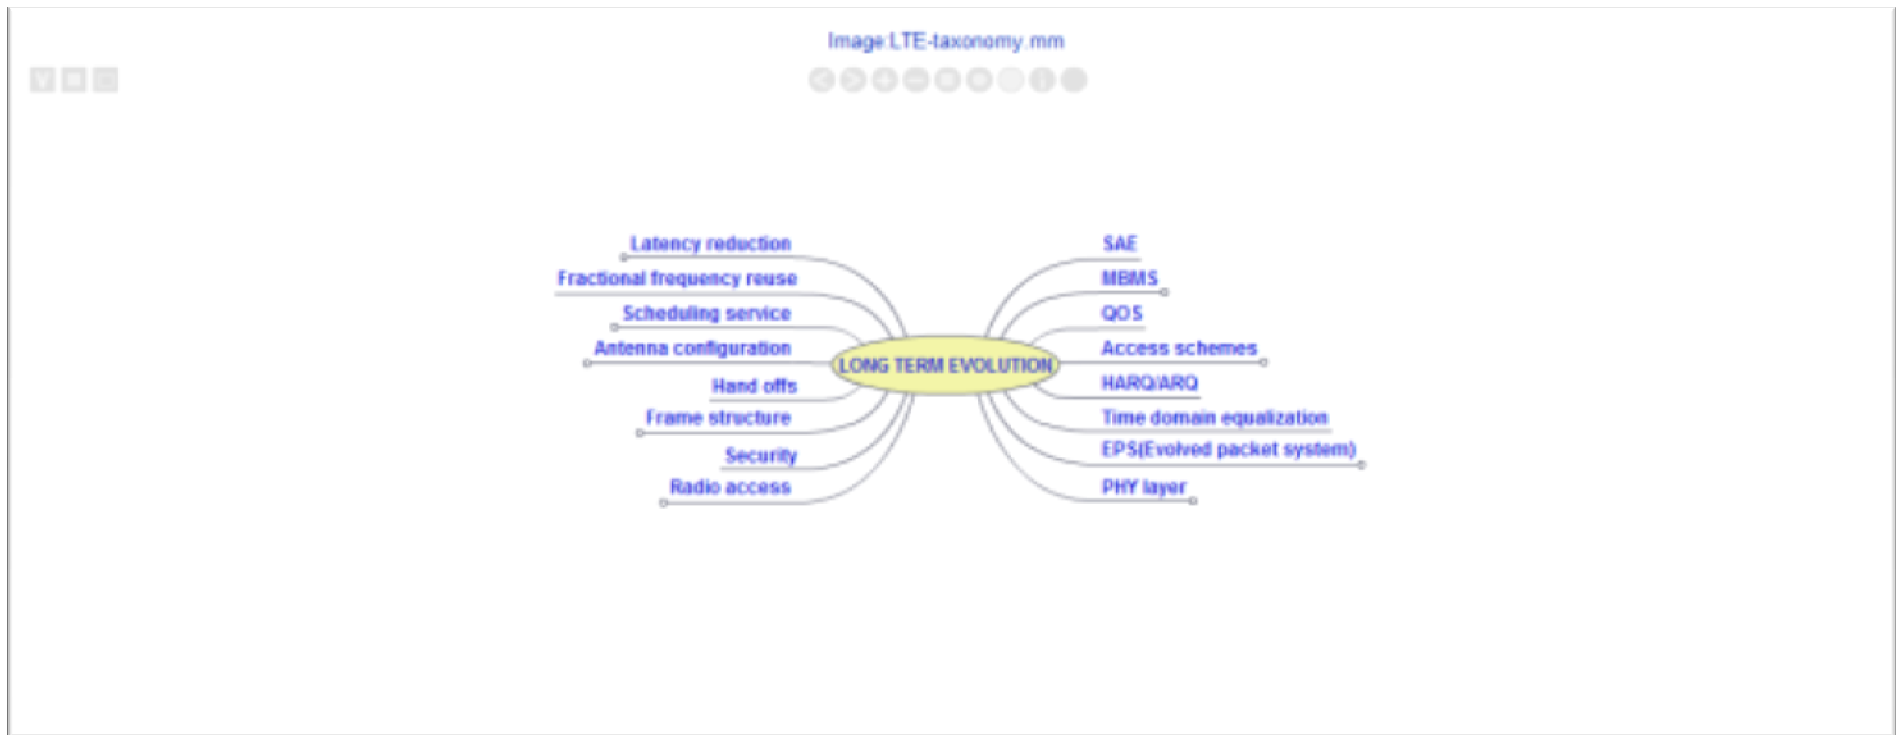 Image:LTE-taxonomy.mm
Latency reduction
Fractional frequency reuse
Scheduling service
Antenna configuration
Hand offs
Frame structure
Security
Radio access
LONG TERM EVOLUTION
SAE
MBMS
QOS
Access schemes
HARQ/ARQ
Time domain equalization
EPS(Evolved packet system)
PHY layer